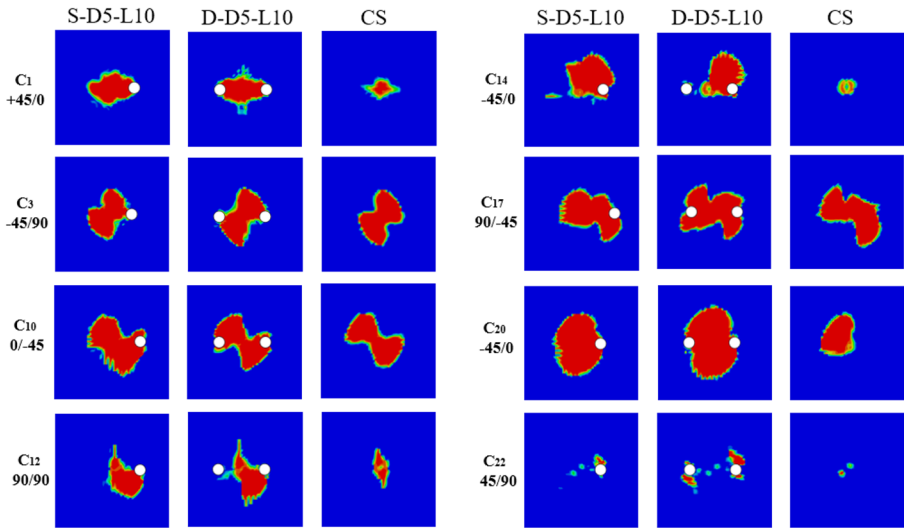 S-D5-L10 D-D5-L10 CS S-D5-L10 D-D5-L10 CS
C₁
+45/0
C₃
-45/90
C₁₀
0/-45
C₁₂
90/90
C₁₄
-45/0
C₁₇
90/-45
C₂₀
-45/0
C₂₂
45/90